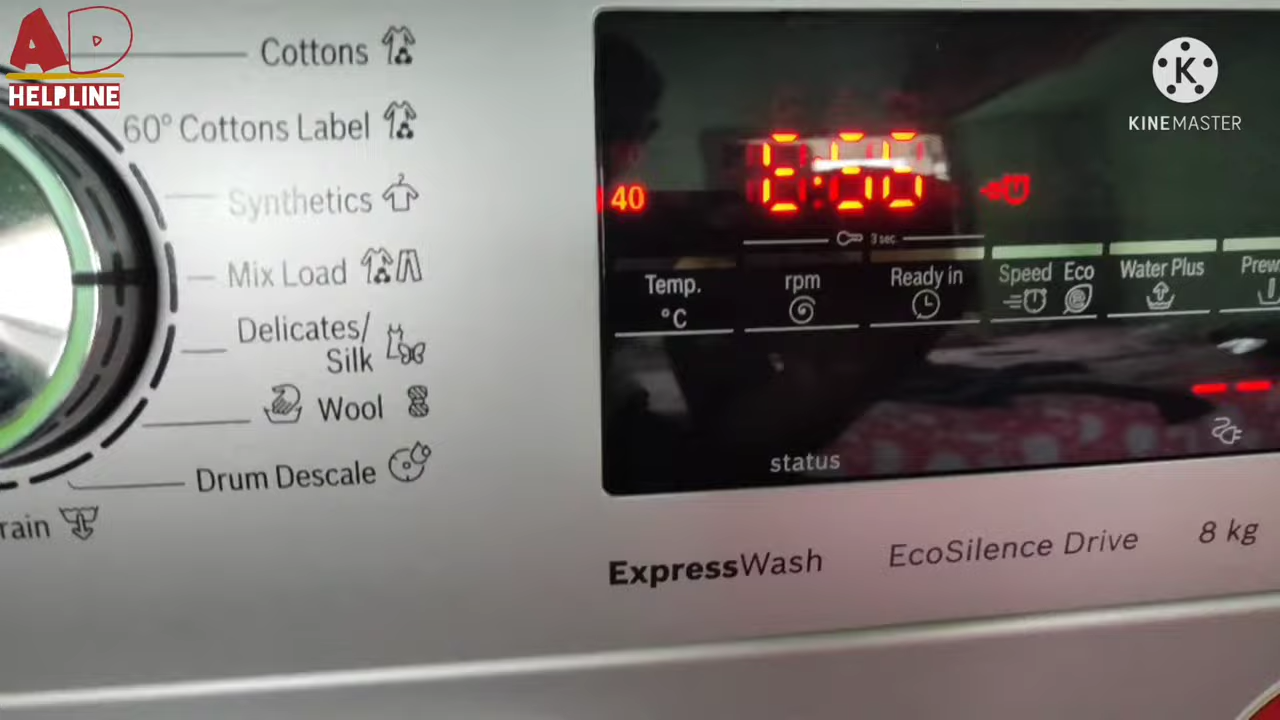 AD
HELPLINE
Cottons
60° Cottons Label
Synthetics
Mix Load
Delicates/
Silk
Wool
Drum Descale
rain
KINEMASTER
40
3 sec.
Temp.
°C
rpm
Ready in
Speed Eco
Water Plus
Prew
status
ExpressWash
EcoSilence Drive
8 kg